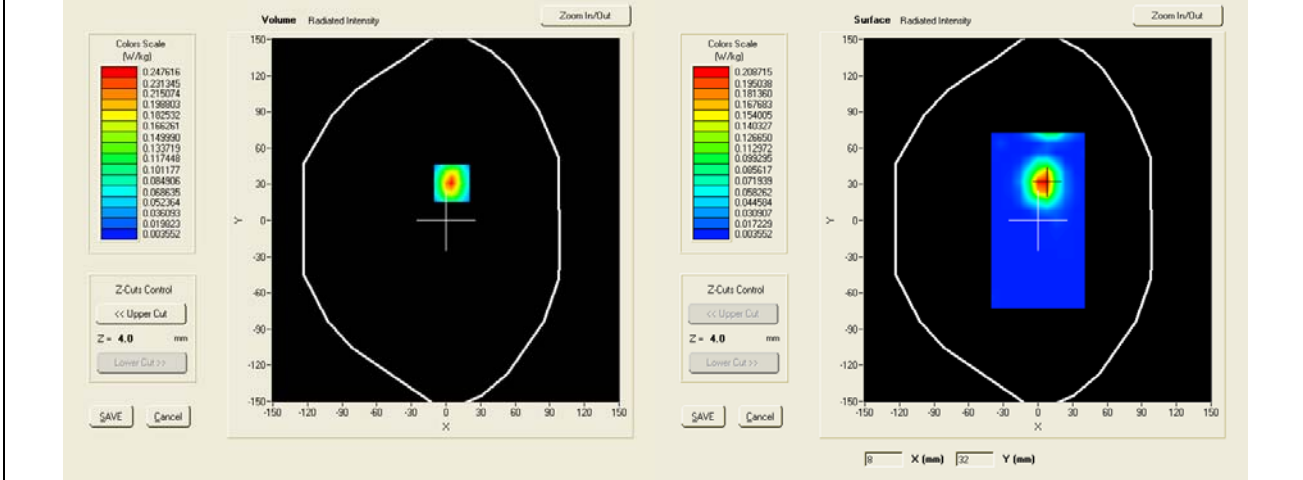 Volume Radiated Intensity
Zoom In/Out
Colors Scale
(W/kg)
0.247616
0.231345
0.215074
0.198803
0.182532
0.166261
0.149990
0.133719
0.117448
0.101177
0.084906
0.068635
0.052364
0.036093
0.019823
0.003552
Z-Cuts Control
<< Upper Cut
Z = 4.0 mm
Lower Cut >>
SAVE Cancel
150
120
90
60
30
0
-30
-60
-90
-120
-150
Y
-150 -120 -90 -60 -30 0 30 60 90 120 150
X
Surface Radiated Intensity
Zoom In/Out
Colors Scale
(W/kg)
0.208715
0.195038
0.181360
0.167683
0.154005
0.140327
0.126650
0.112972
0.099295
0.085617
0.071939
0.058262
0.044584
0.030907
0.017229
0.003552
Z-Cuts Control
<< Upper Cut
Z = 4.0 mm
Lower Cut >>
SAVE Cancel
150
120
90
60
30
0
-30
-60
-90
-120
-150
Y
-150 -120 -90 -60 -30 0 30 60 90 120 150
X
8 X (mm) 32 Y (mm)